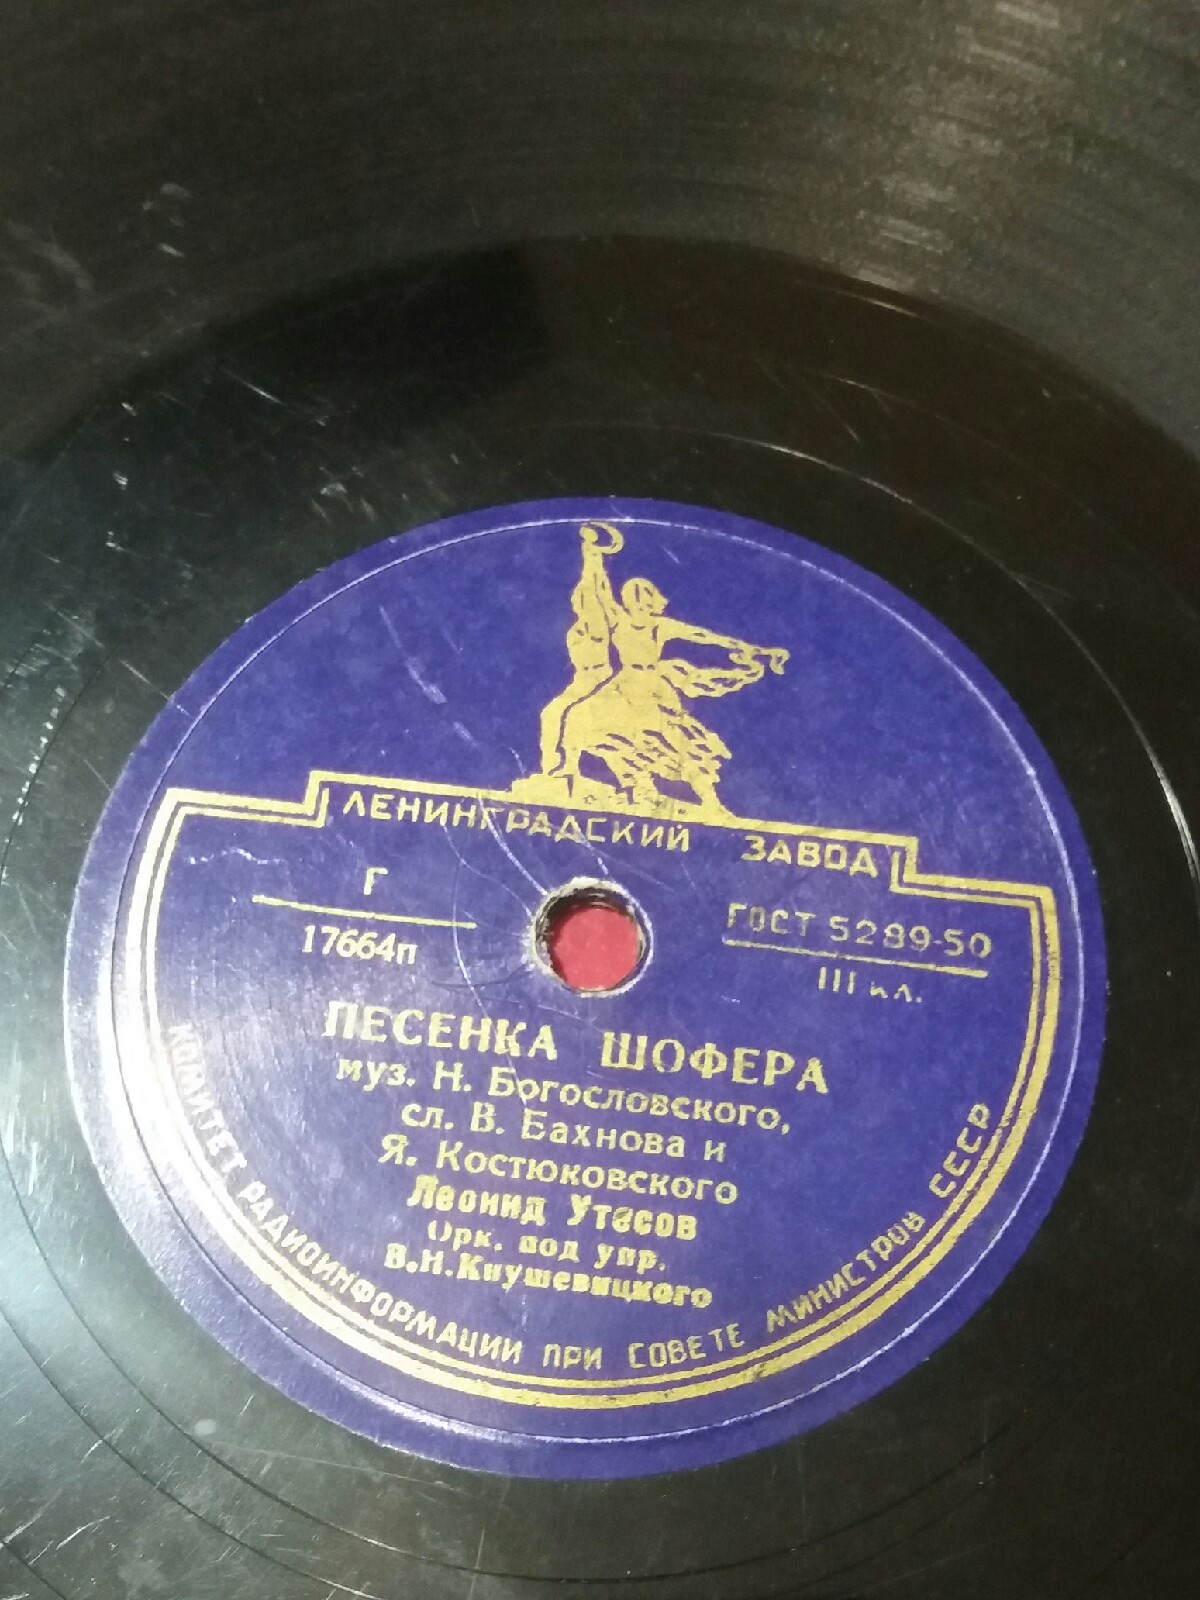 ЛЕНИНГРАДСКИЙ ЗАВОД
Г
17664п
ГОСТ 5289-50
III кл.
ПЕСЕНКА ШОФЕРА
муз. Н. Богословского,
сл. В. Бахнова и
Я. Костюковского
Леонид Утесов
Орк. под упр.
В.Н.Кнушевицкого
КОМИТЕТ РАДИОИНФОРМАЦИИ ПРИ СОВЕТЕ МИНИСТРОВ СССР